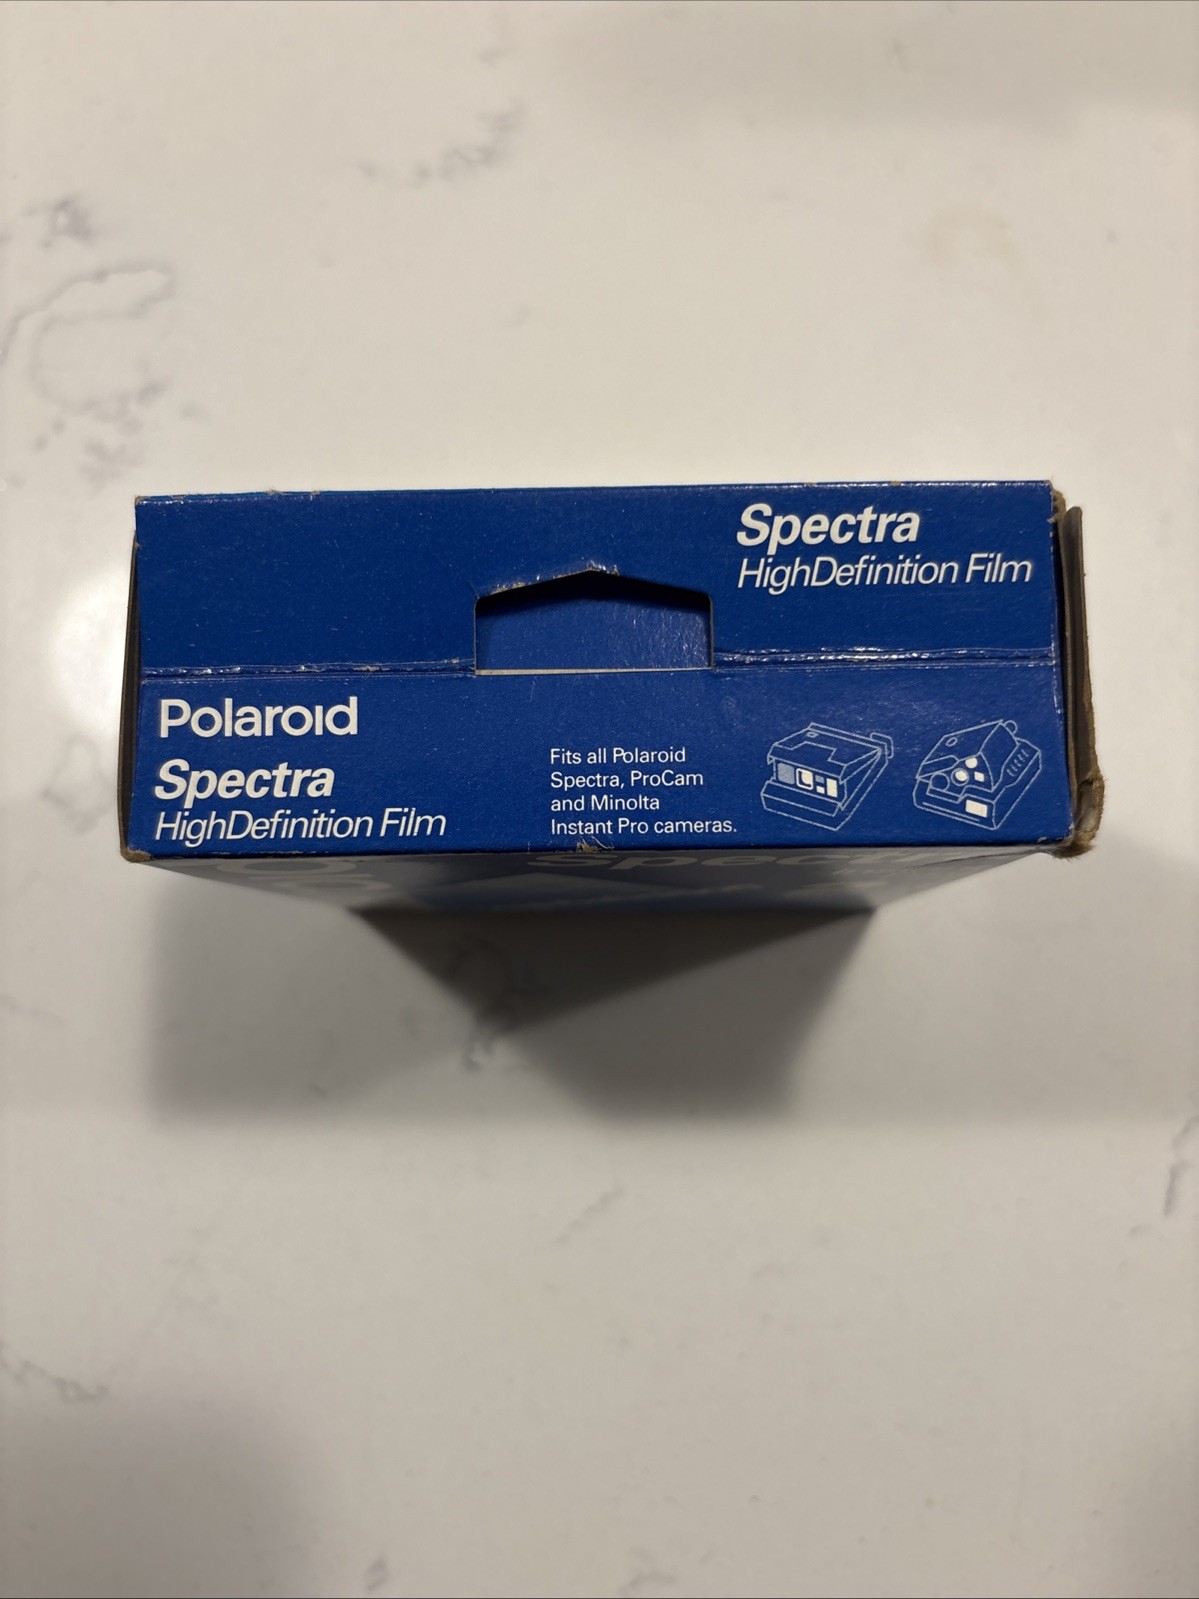 Spectra
HighDefinition Film
Polaroid
Spectra
HighDefinition Film
Fits all Polaroid
Spectra, ProCam
and Minolta
Instant Pro cameras.